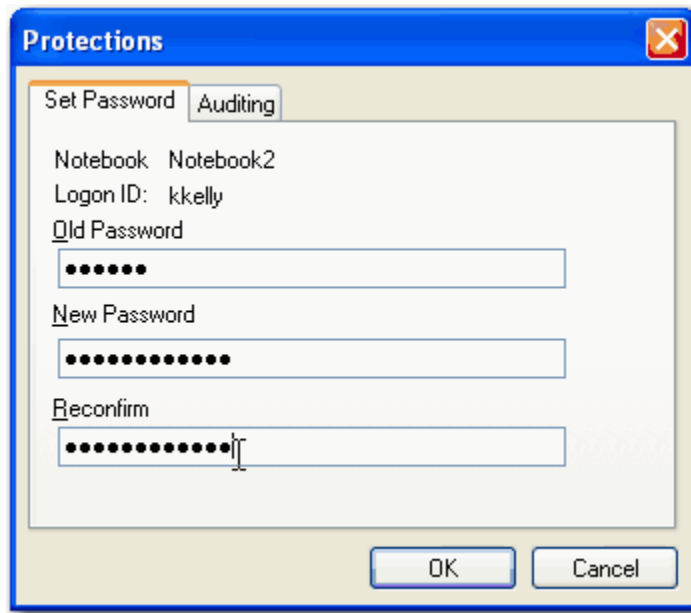 Protections
Set Password Auditing
Notebook Notebook2
Logon ID: kkelly
Old Password
●●●●●●
New Password
●●●●●●●●●●●●
Reconfirm
●●●●●●●●●●●●
OK Cancel